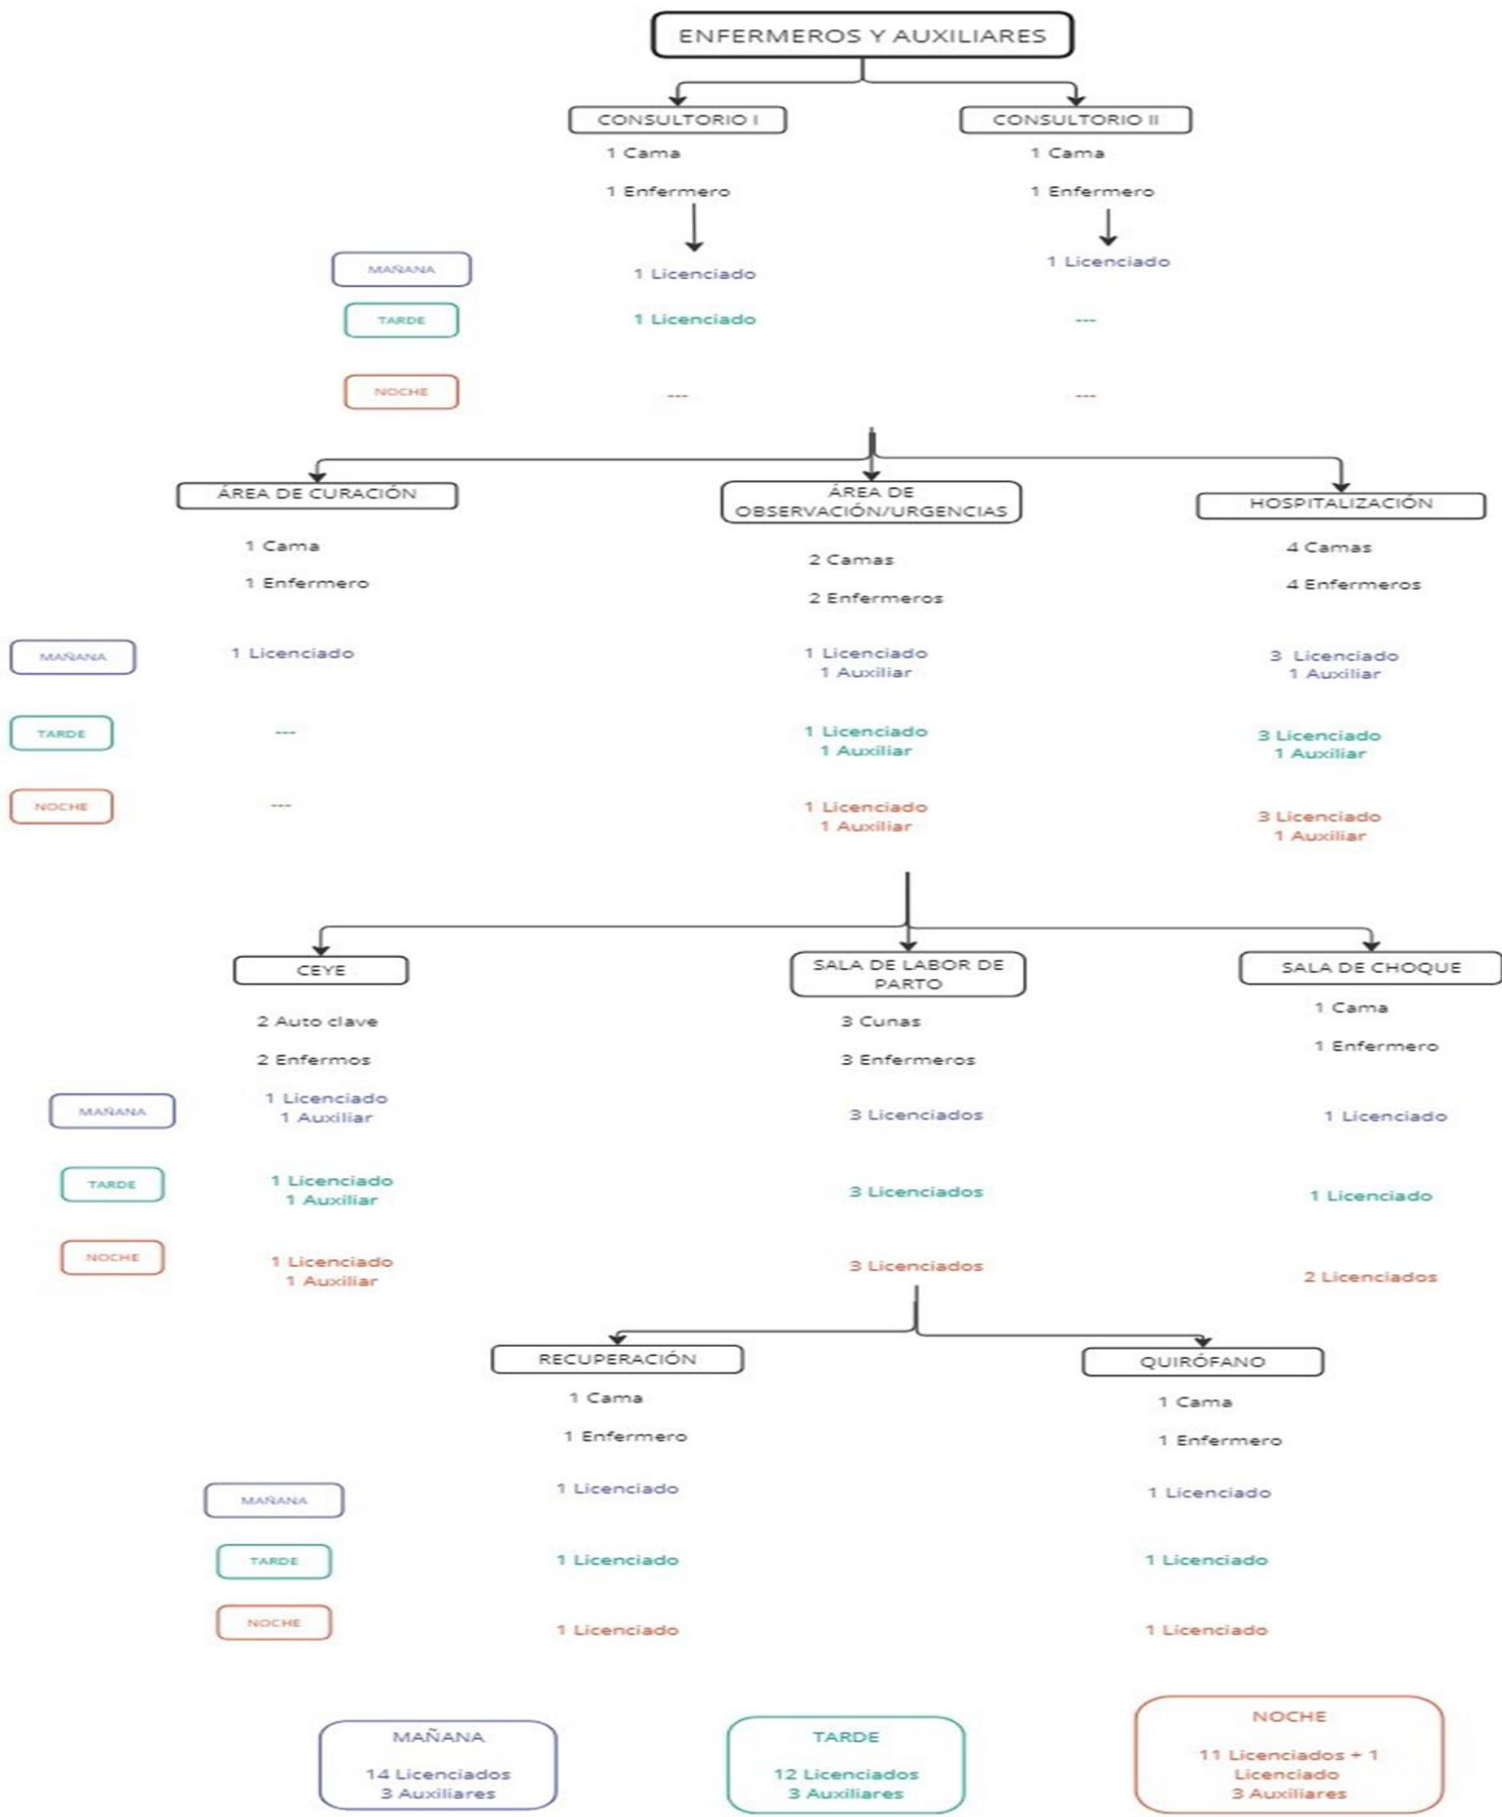 ENFERMEROS Y AUXILIARES
CONSULTORIO I
CONSULTORIO II
1 Cama
1 Cama
1 Enfermero
1 Enfermero
MAÑANA
1 Licenciado
1 Licenciado
TARDE
1 Licenciado
---
NOCHE
---
---
ÁREA DE CURACIÓN
ÁREA DE
OBSERVACIÓN/URGENCIAS
HOSPITALIZACIÓN
1 Cama
1 Enfermero
2 Camas
2 Enfermeros
4 Camas
4 Enfermeros
MAÑANA
1 Licenciado
1 Licenciado
1 Auxiliar
3 Licenciado
1 Auxiliar
TARDE
---
1 Licenciado
1 Auxiliar
3 Licenciado
1 Auxiliar
NOCHE
---
1 Licenciado
1 Auxiliar
3 Licenciado
1 Auxiliar
CEYE
SALA DE LABOR DE
PARTO
SALA DE CHOQUE
2 Auto clave
2 Enfermos
3 Cunas
3 Enfermeros
1 Cama
1 Enfermero
MAÑANA
1 Licenciado
1 Auxiliar
3 Licenciados
1 Licenciado
TARDE
1 Licenciado
1 Auxiliar
3 Licenciados
1 Licenciado
NOCHE
1 Licenciado
1 Auxiliar
3 Licenciados
2 Licenciados
RECUPERACIÓN
QUIRÓFANO
1 Cama
1 Enfermero
1 Cama
1 Enfermero
MAÑANA
1 Licenciado
1 Licenciado
TARDE
1 Licenciado
1 Licenciado
NOCHE
1 Licenciado
1 Licenciado
MAÑANA
14 Licenciados
3 Auxiliares
TARDE
12 Licenciados
3 Auxiliares
NOCHE
11 Licenciados + 1
Licenciado
3 Auxiliares